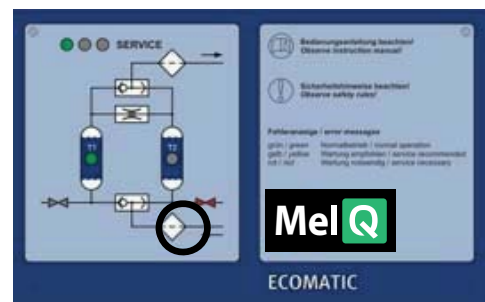 SERVICE
T1
T2
Bedienungsanleitung beachten!
Observe instruction manual!
Sicherheitshinweise beachten!
Observe safety rules!
Fehleranzeige / error messages
grün / green Normalbetrieb / normal operation
gelb / yellow Wartung empfohlen / service recommended
rot / red Wartung notwendig / service necessary
MelQ
ECOMATIC